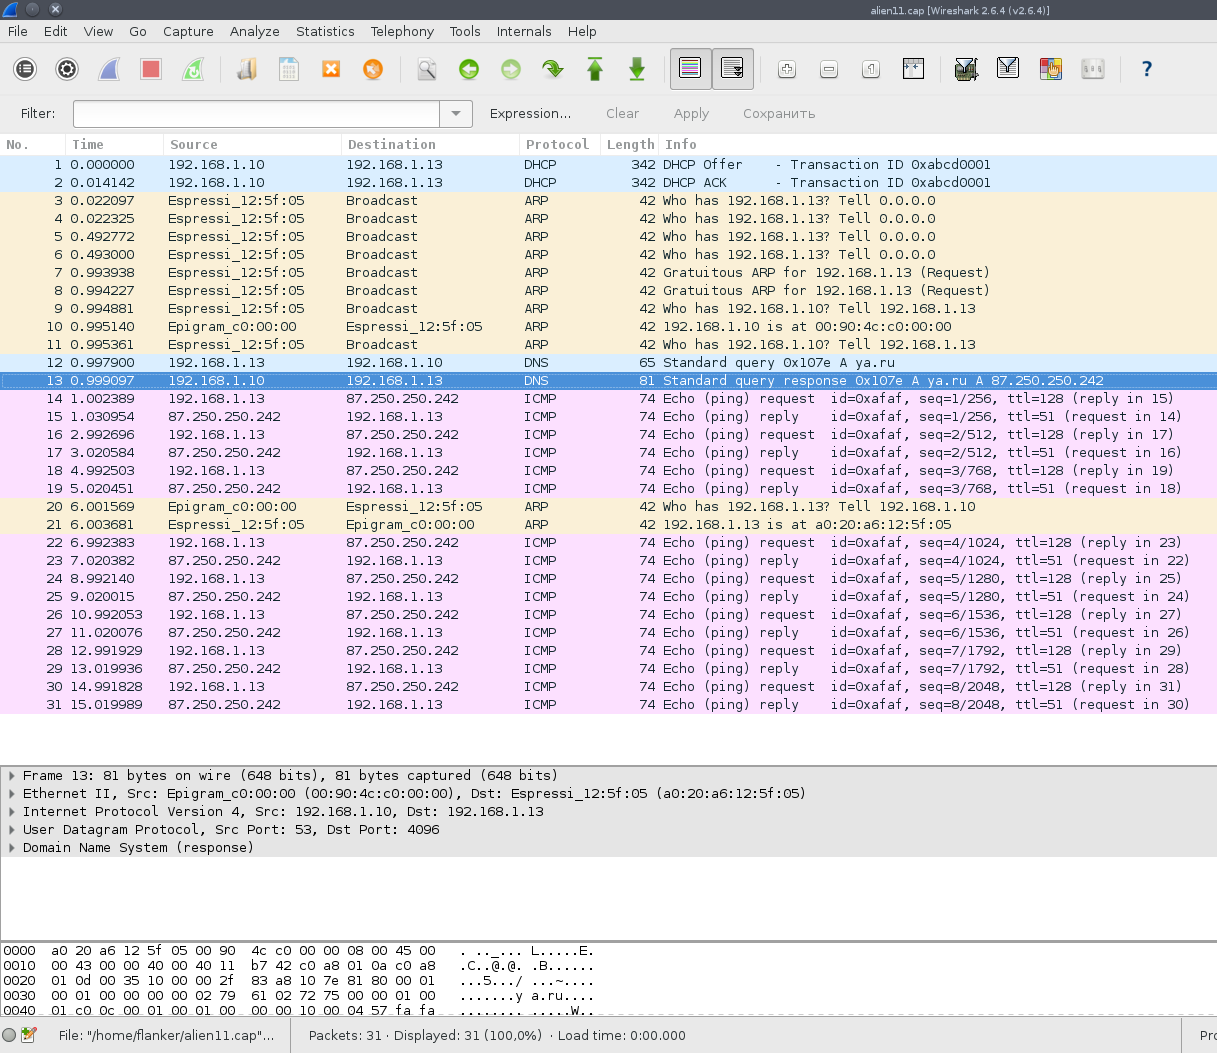 alien11.cap [Wireshark 2.6.4 (v2.6.4)]
File Edit View Go Capture Analyze Statistics Telephony Tools Internals Help
Filter: Expression... Clear Apply Сохранить
No. Time Source Destination Protocol Length Info
1 0.000000 192.168.1.10 192.168.1.13 DHCP 342 DHCP Offer - Transaction ID 0xabcd0001
2 0.014142 192.168.1.10 192.168.1.13 DHCP 342 DHCP ACK - Transaction ID 0xabcd0001
3 0.022097 Espressi_12:5f:05 Broadcast ARP 42 Who has 192.168.1.13? Tell 0.0.0.0
4 0.022325 Espressi_12:5f:05 Broadcast ARP 42 Who has 192.168.1.13? Tell 0.0.0.0
5 0.492772 Espressi_12:5f:05 Broadcast ARP 42 Who has 192.168.1.13? Tell 0.0.0.0
6 0.493000 Espressi_12:5f:05 Broadcast ARP 42 Who has 192.168.1.13? Tell 0.0.0.0
7 0.993938 Espressi_12:5f:05 Broadcast ARP 42 Gratuitous ARP for 192.168.1.13 (Request)
8 0.994227 Espressi_12:5f:05 Broadcast ARP 42 Gratuitous ARP for 192.168.1.13 (Request)
9 0.994881 Espressi_12:5f:05 Broadcast ARP 42 Who has 192.168.1.10? Tell 192.168.1.13
10 0.995140 Epigram_c0:00:00 Espressi_12:5f:05 ARP 42 192.168.1.10 is at 00:90:4c:c0:00:00
11 0.995361 Espressi_12:5f:05 Broadcast ARP 42 Who has 192.168.1.10? Tell 192.168.1.13
12 0.997900 192.168.1.13 192.168.1.10 DNS 65 Standard query 0x107e A ya.ru
13 0.999097 192.168.1.10 192.168.1.13 DNS 81 Standard query response 0x107e A ya.ru A 87.250.250.242
14 1.002389 192.168.1.13 87.250.250.242 ICMP 74 Echo (ping) request id=0xafaf, seq=1/256, ttl=128 (reply in 15)
15 1.030954 87.250.250.242 192.168.1.13 ICMP 74 Echo (ping) reply id=0xafaf, seq=1/256, ttl=51 (request in 14)
16 2.992696 192.168.1.13 87.250.250.242 ICMP 74 Echo (ping) request id=0xafaf, seq=2/512, ttl=128 (reply in 17)
17 3.020584 87.250.250.242 192.168.1.13 ICMP 74 Echo (ping) reply id=0xafaf, seq=2/512, ttl=51 (request in 16)
18 4.992503 192.168.1.13 87.250.250.242 ICMP 74 Echo (ping) request id=0xafaf, seq=3/768, ttl=128 (reply in 19)
19 5.020451 87.250.250.242 192.168.1.13 ICMP 74 Echo (ping) reply id=0xafaf, seq=3/768, ttl=51 (request in 18)
20 6.001569 Epigram_c0:00:00 Espressi_12:5f:05 ARP 42 Who has 192.168.1.13? Tell 192.168.1.10
21 6.003681 Espressi_12:5f:05 Epigram_c0:00:00 ARP 42 192.168.1.13 is at a0:20:a6:12:5f:05
22 6.992383 192.168.1.13 87.250.250.242 ICMP 74 Echo (ping) request id=0xafaf, seq=4/1024, ttl=128 (reply in 23)
23 7.020382 87.250.250.242 192.168.1.13 ICMP 74 Echo (ping) reply id=0xafaf, seq=4/1024, ttl=51 (request in 22)
24 8.992140 192.168.1.13 87.250.250.242 ICMP 74 Echo (ping) request id=0xafaf, seq=5/1280, ttl=128 (reply in 25)
25 9.020015 87.250.250.242 192.168.1.13 ICMP 74 Echo (ping) reply id=0xafaf, seq=5/1280, ttl=51 (request in 24)
26 10.992053 192.168.1.13 87.250.250.242 ICMP 74 Echo (ping) request id=0xafaf, seq=6/1536, ttl=128 (reply in 27)
27 11.020076 87.250.250.242 192.168.1.13 ICMP 74 Echo (ping) reply id=0xafaf, seq=6/1536, ttl=51 (request in 26)
28 12.991929 192.168.1.13 87.250.250.242 ICMP 74 Echo (ping) request id=0xafaf, seq=7/1792, ttl=128 (reply in 29)
29 13.019936 87.250.250.242 192.168.1.13 ICMP 74 Echo (ping) reply id=0xafaf, seq=7/1792, ttl=51 (request in 28)
30 14.991828 192.168.1.13 87.250.250.242 ICMP 74 Echo (ping) request id=0xafaf, seq=8/2048, ttl=128 (reply in 31)
31 15.019989 87.250.250.242 192.168.1.13 ICMP 74 Echo (ping) reply id=0xafaf, seq=8/2048, ttl=51 (request in 30)
Frame 13: 81 bytes on wire (648 bits), 81 bytes captured (648 bits)
Ethernet II, Src: Epigram_c0:00:00 (00:90:4c:c0:00:00), Dst: Espressi_12:5f:05 (a0:20:a6:12:5f:05)
Internet Protocol Version 4, Src: 192.168.1.10, Dst: 192.168.1.13
User Datagram Protocol, Src Port: 53, Dst Port: 4096
Domain Name System (response)
0000 a0 20 a6 12 5f 05 00 90 4c c0 00 00 08 00 45 00 . .._... L.....E.
0010 00 43 00 00 40 00 40 11 b7 42 c0 a8 01 0a c0 a8 .C..@.@. .B......
0020 01 0d 00 35 10 00 00 2f 83 a8 10 7e 81 80 00 01 ...5.../ ...~....
0030 00 01 00 00 00 00 02 79 61 02 72 75 00 00 01 00 .......y a.ru....
0040 01 c0 0c 00 01 00 01 00 00 00 10 00 04 57 fa fa ........ .....W..
File: "/home/flanker/alien11.cap"... Packets: 31 · Displayed: 31 (100,0%) · Load time: 0:00.000 Pro